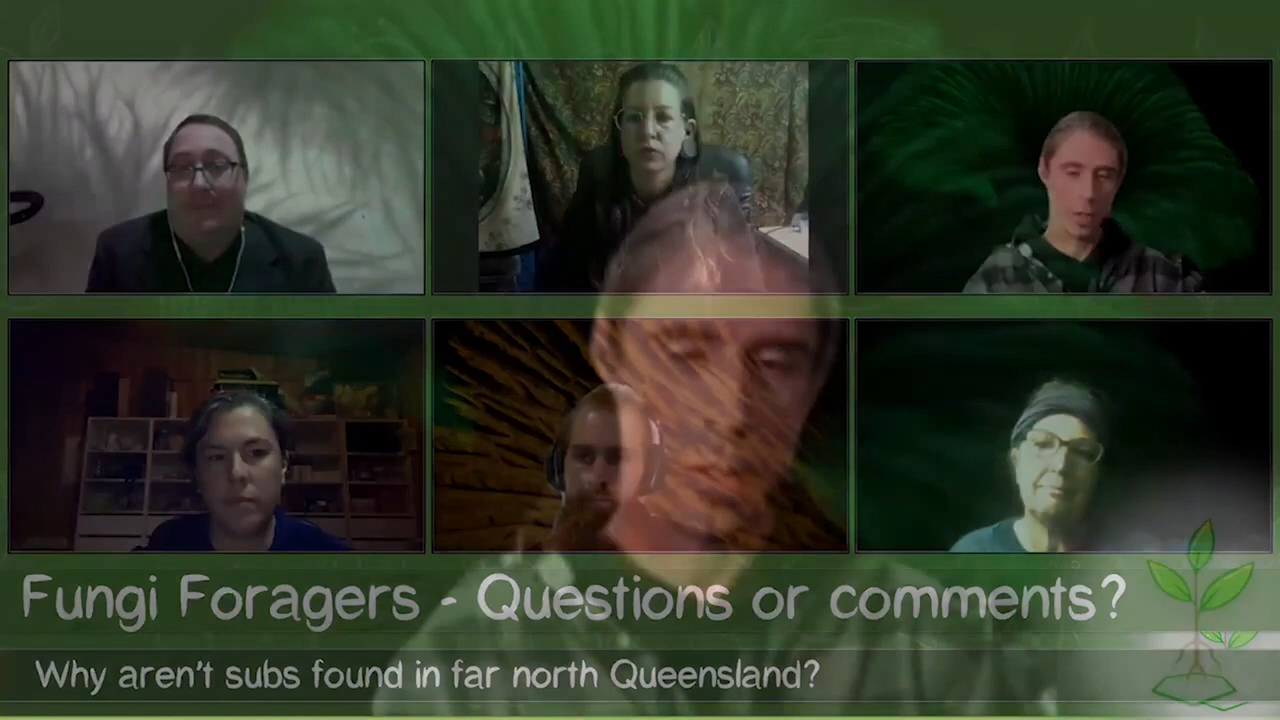 Fungi Foragers - Questions or comments?
Why aren't subs found in far north Queensland?